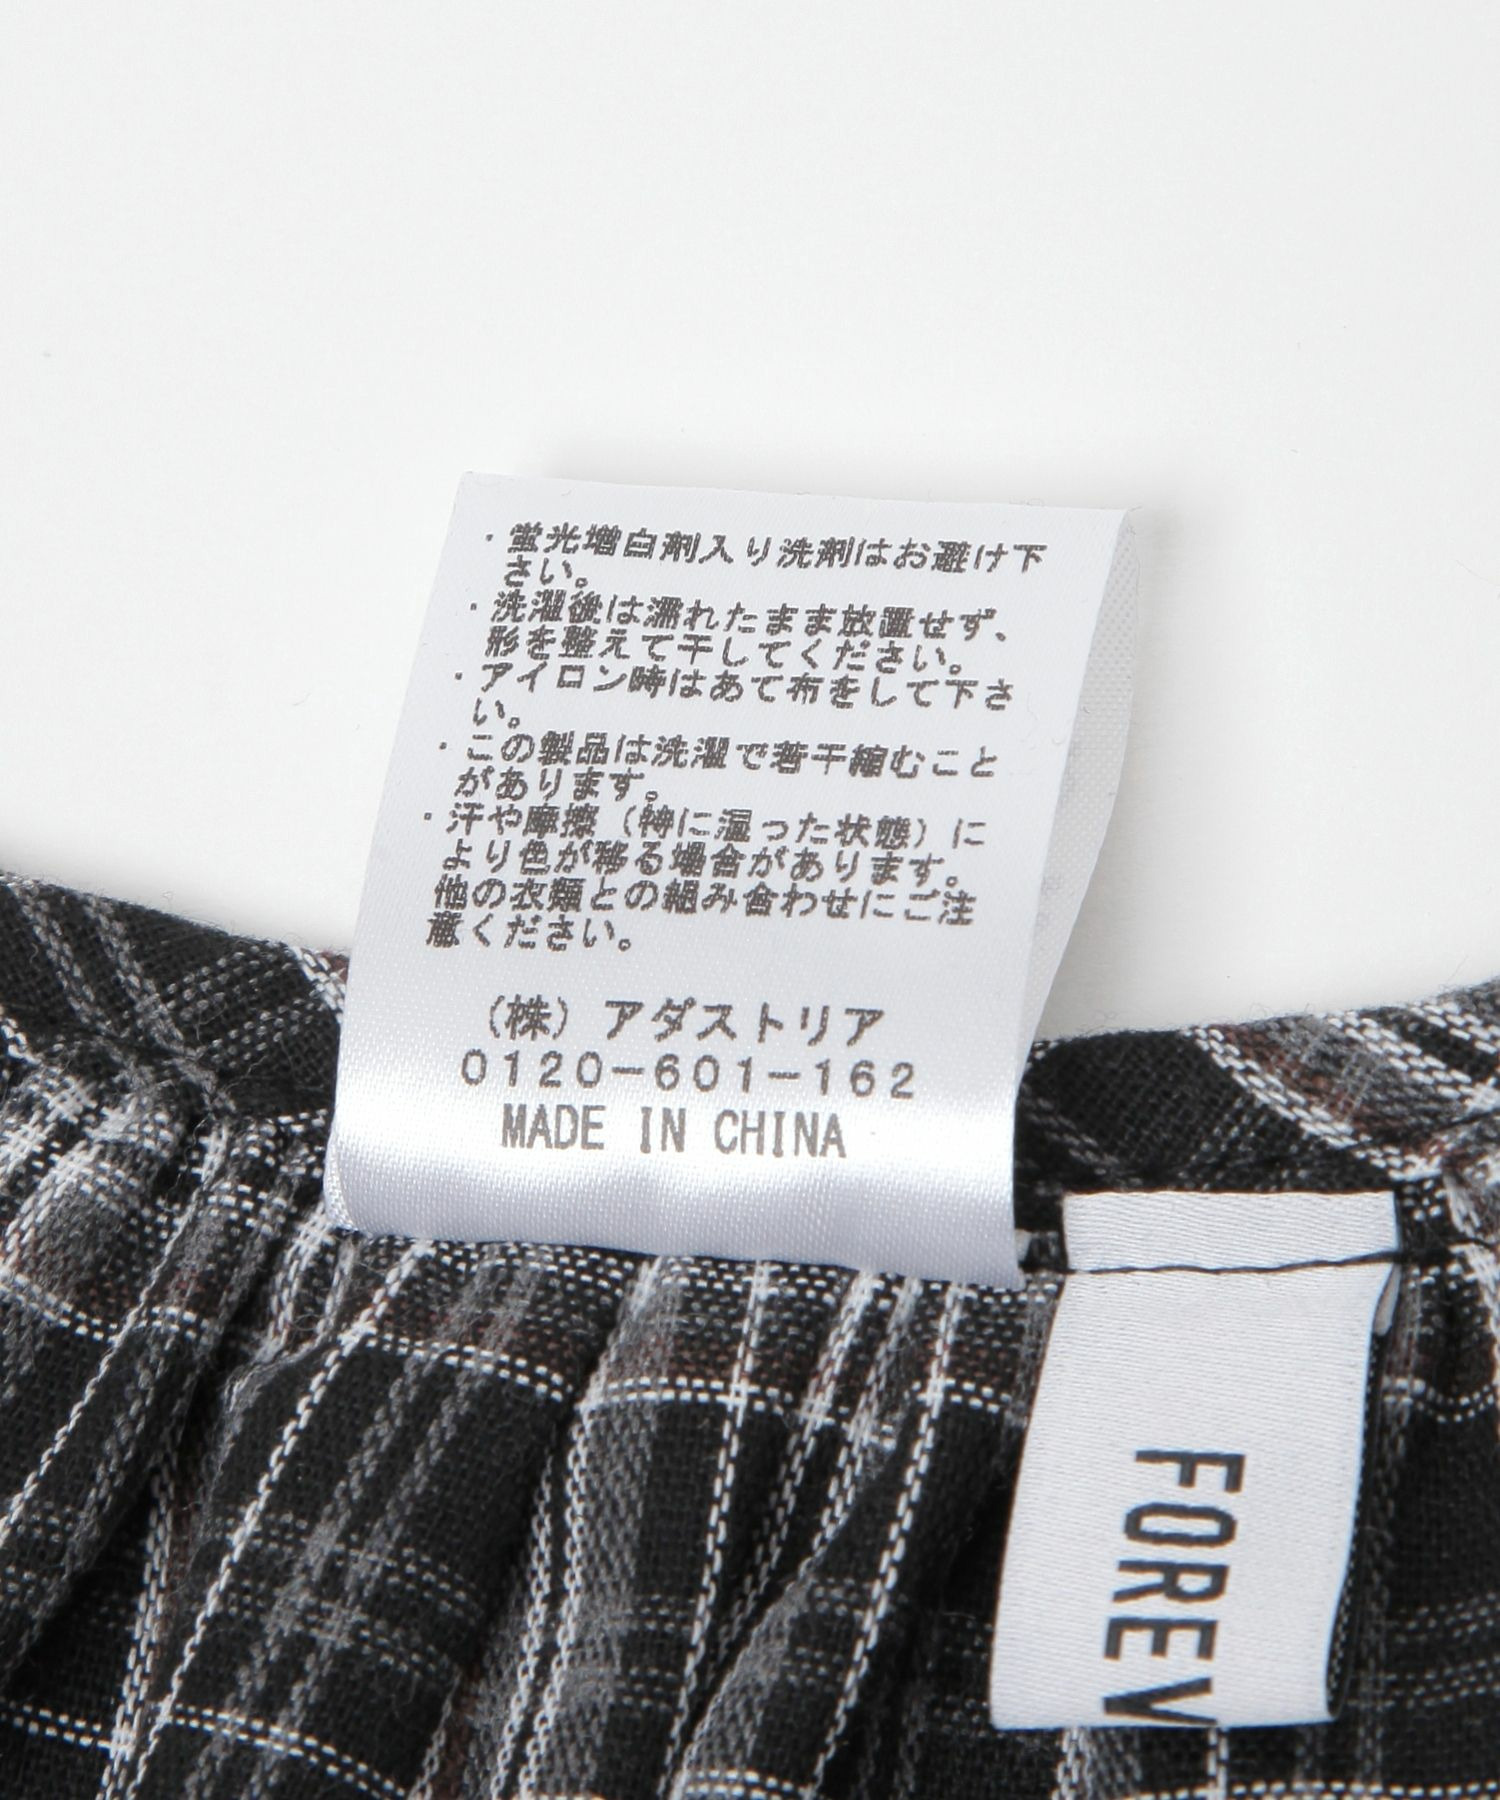 ・蛍光増白剤入り洗剤はお避け下
さい。
・洗濯後は濡れたまま放置せず、
形を整えて干してください。
・アイロン時はあて布をして下さ
い。
・この製品は洗濯で若干縮むこと
があります。
・汗や摩擦（特に湿った状態）に
より色が移る場合があります。
他の衣類との組み合わせにご注
意ください。
（株）アダストリア
0120-601-162
MADE IN CHINA
FOREV